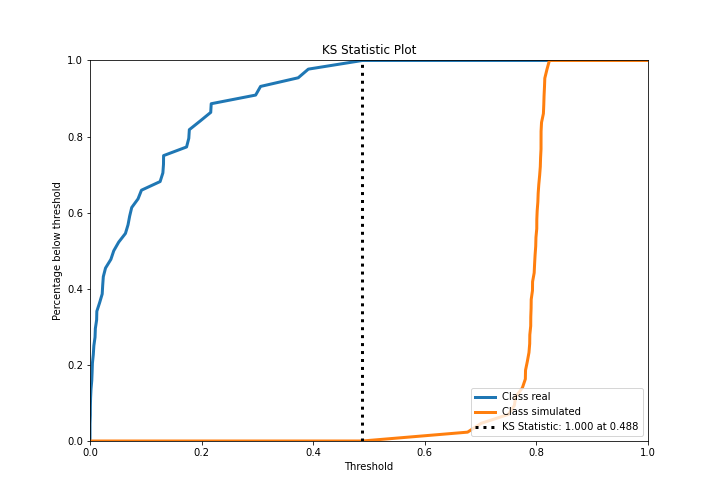 KS Statistic Plot
1.0
0.8
0.6
0.4
0.2
0.0
Percentage below threshold
0.0 0.2 0.4 0.6 0.8 1.0
Threshold
Class real
Class simulated
KS Statistic: 1.000 at 0.488